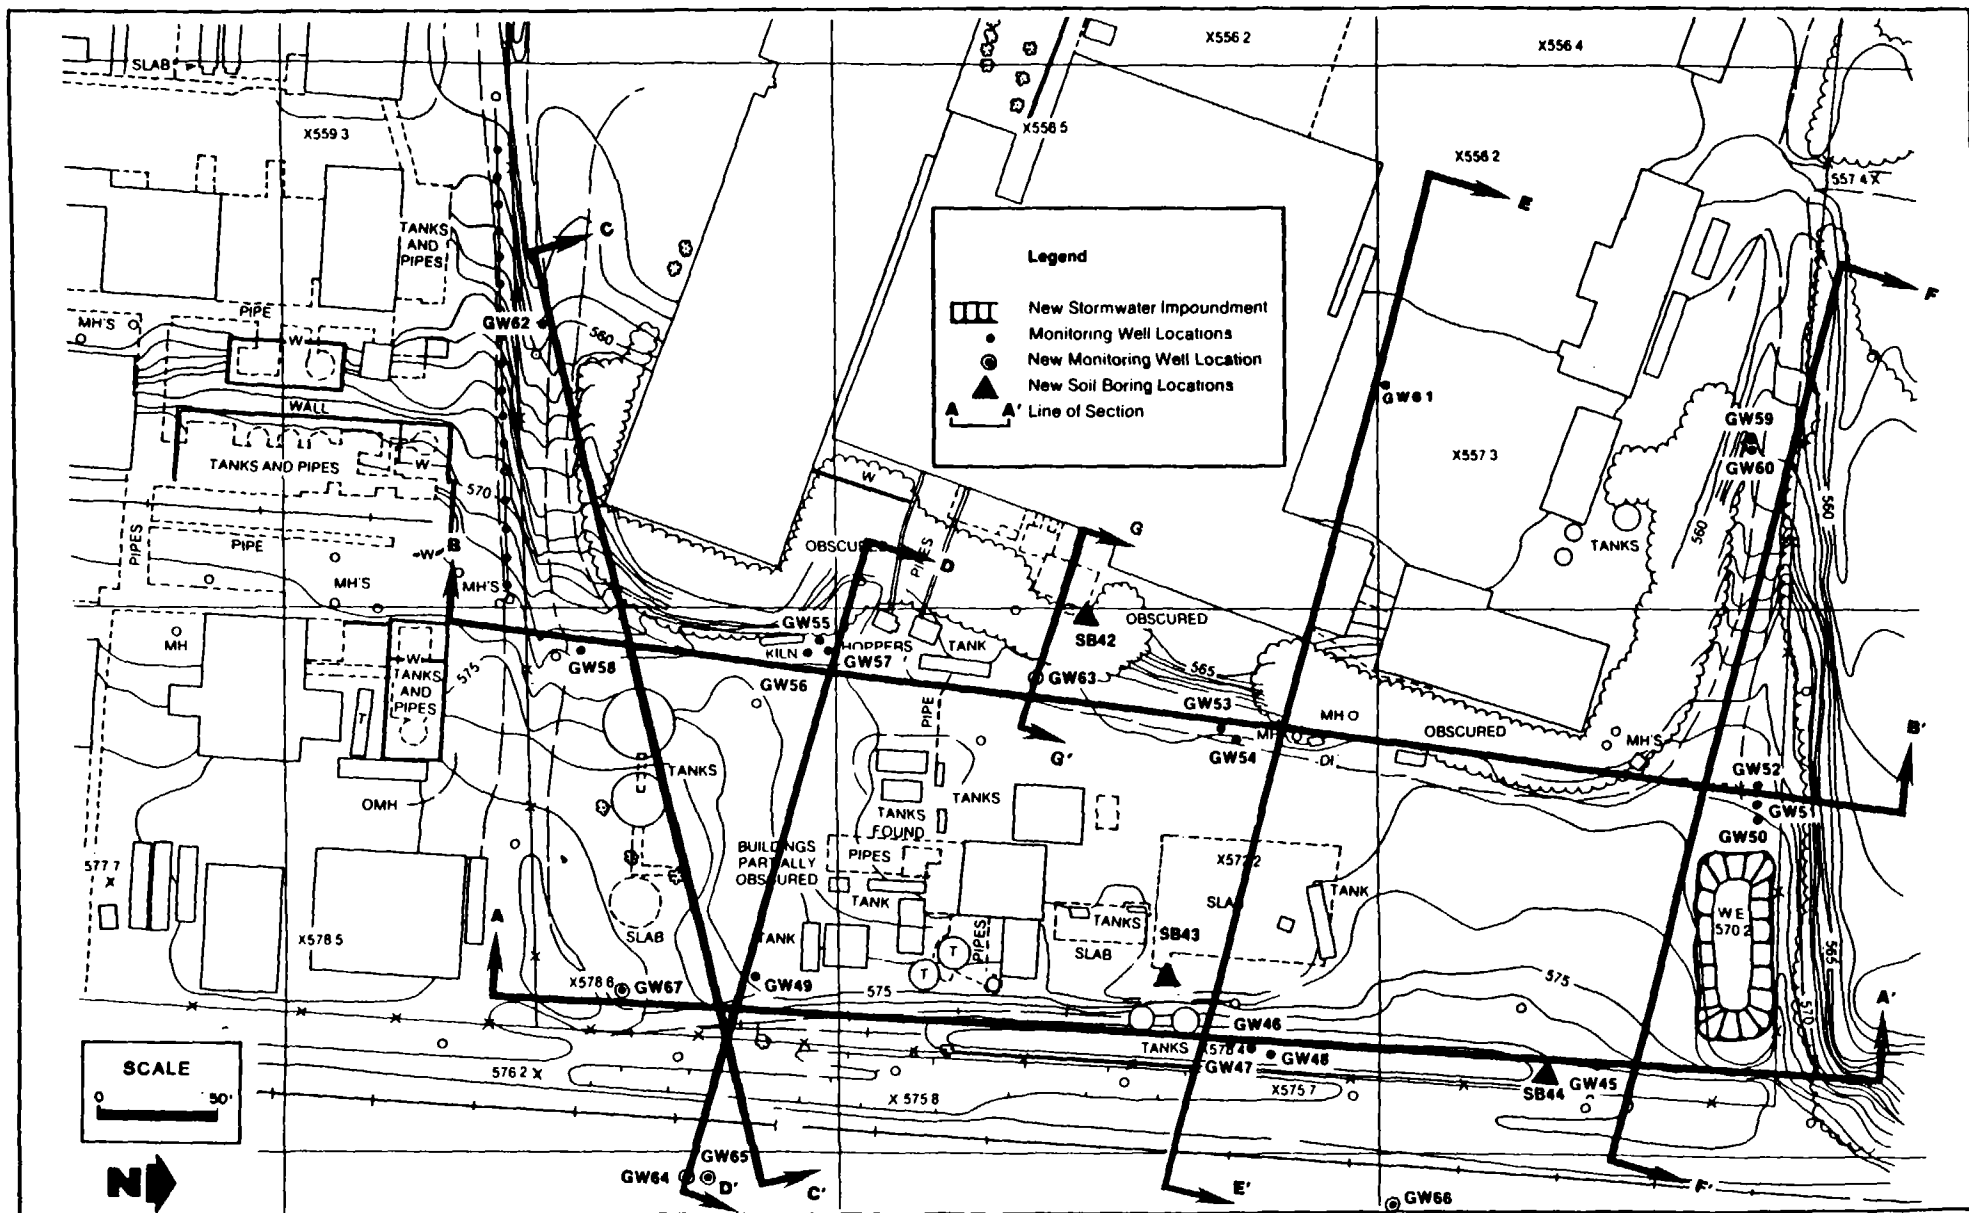 SLAB
X559 3
X556 2
X556 4
X556 5
X556 2
557 4 X
TANKS
AND
PIPES
C
E
F
Legend
New Stormwater Impoundment
Monitoring Well Locations
New Monitoring Well Location
New Soil Boring Locations
A A' Line of Section
PIPE
MH'S
W
GW62
560
WALL
GW61
GW59
GW60
X557 3
TANKS AND PIPES
W
570
W
560
560
PIPES
PIPE
W
B
MH'S
MH'S
OBSCURED
PIPES
D
G
TANKS
MH
W
TANKS
AND
PIPES
T
575
GW58
GW55
KILN
HOPPERS
GW57
GW56
TANK
SB42
OBSCURED
GW63
565
GW53
GW54
MH
MH O
OBSCURED
MH'S
DI
B'
G'
PIPE
GW52
GW51
GW50
OMH
TANKS
TANKS
TANKS
FOUND
BUILDINGS
PARTIALLY
OBSCURED
PIPES
X572 2
577 7
X
TANK
SLAB
TANK
W E
570 2
A
X578 5
SLAB
TANK
TANKS
SLAB
PIPES
T
T
SB43
565
X578 8
GW67
GW49
575
575
570
A'
GW46
TANKS
X578 4
GW48
GW47
SB44
GW45
SCALE
0 50'
576 2 X
X 575 8
X575 7
N
GW65
GW64
D'
C'
E'
F'
GW66